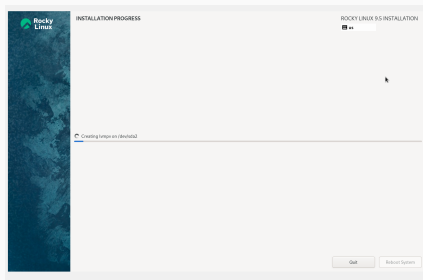 Rocky
Linux
INSTALLATION PROGRESS
ROCKY LINUX 9.5 INSTALLATION
us
Creating lvmpv on /dev/sda2
Quit
Reboot System